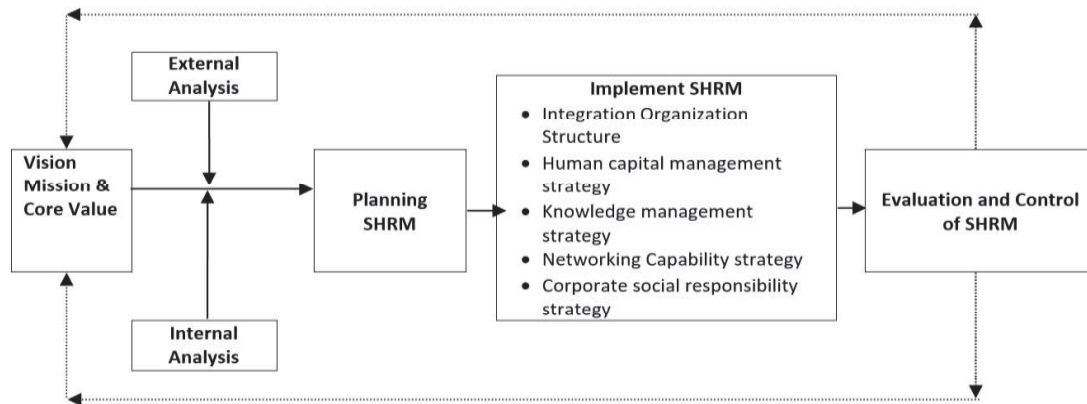 External
Analysis
Implement SHRM
• Integration Organization
Structure
• Human capital management
strategy
• Knowledge management
strategy
• Networking Capability strategy
• Corporate social responsibility
strategy
Vision
Mission &
Core Value
Planning
SHRM
Evaluation and Control
of SHRM
Internal
Analysis